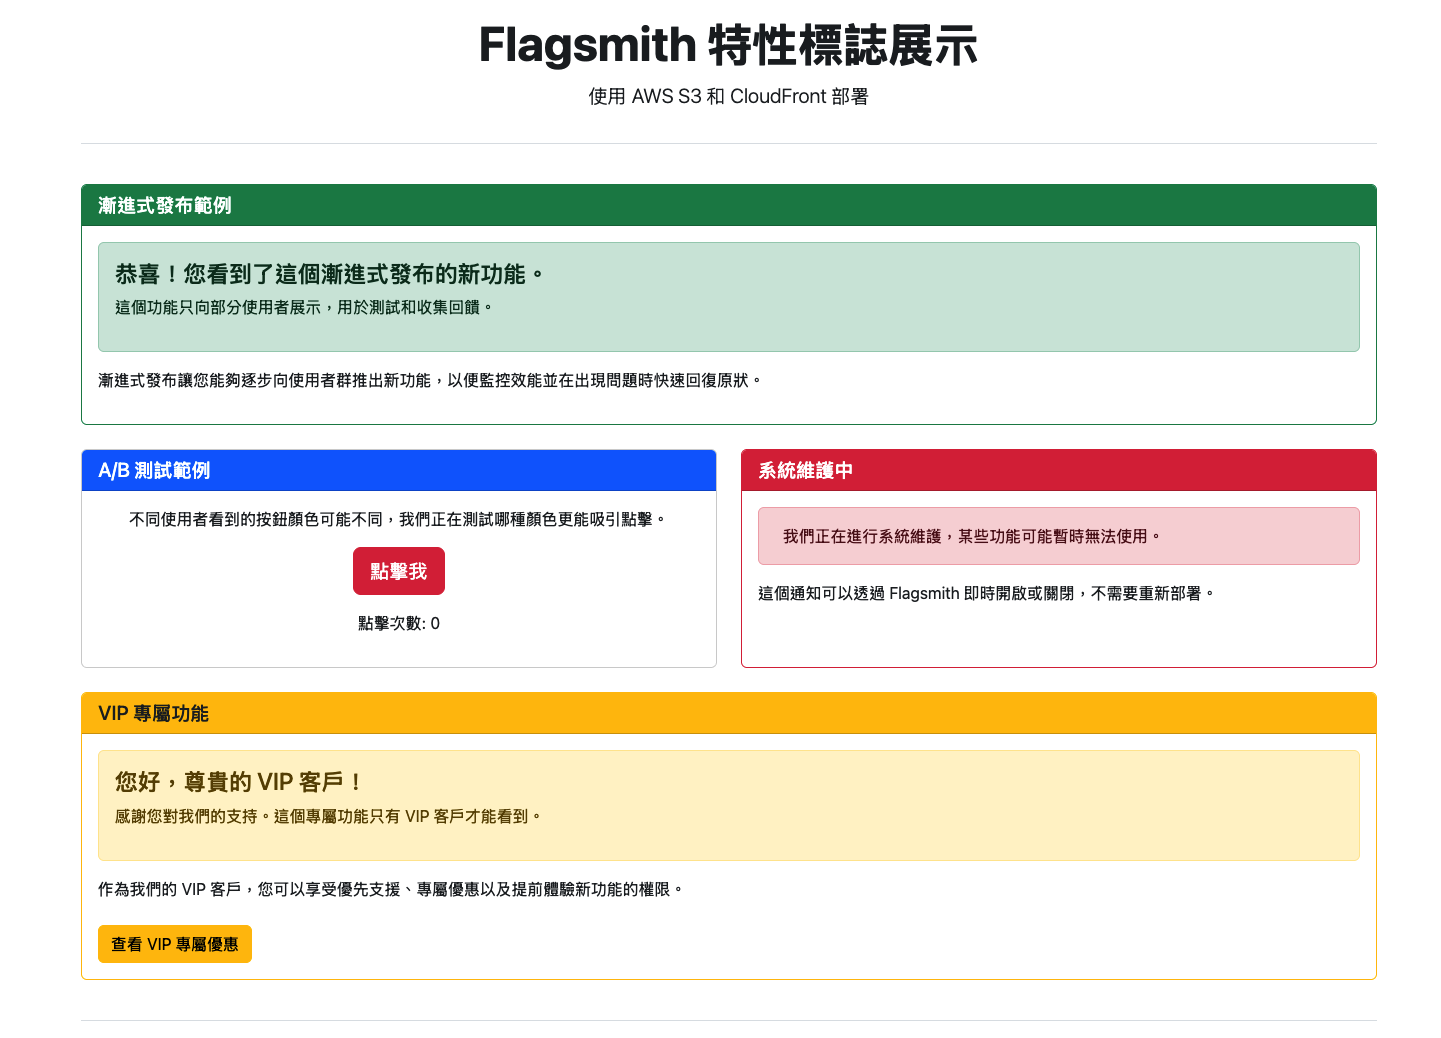 Flagsmith 特性標誌展示
使用 AWS S3 和 CloudFront 部署
漸進式發布範例
恭喜！您看到了這個漸進式發布的新功能。
這個功能只向部分使用者展示，用於測試和收集回饋。
漸進式發布讓您能夠逐步向使用者群推出新功能，以便監控效能並在出現問題時快速回復原狀。
A/B 測試範例
不同使用者看到的按鈕顏色可能不同，我們正在測試哪種顏色更能吸引點擊。
點擊我
點擊次數: 0
系統維護中
我們正在進行系統維護，某些功能可能暫時無法使用。
這個通知可以透過 Flagsmith 即時開啟或關閉，不需要重新部署。
VIP 專屬功能
您好，尊貴的 VIP 客戶！
感謝您對我們的支持。這個專屬功能只有 VIP 客戶才能看到。
作為我們的 VIP 客戶，您可以享受優先支援、專屬優惠以及提前體驗新功能的權限。
查看 VIP 專屬優惠